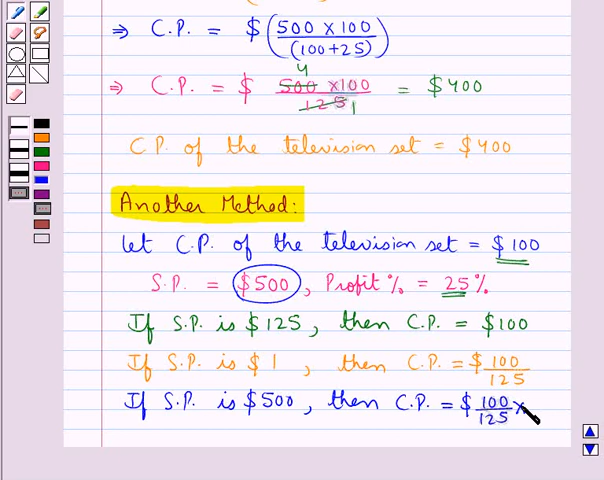 ⇒ C.P. = $ (500 × 100 / (100+25))
⇒ C.P. = $ 500 4 × 100 / 125 1 = $400
C.P. of the television set = $400
Another Method:
Let C.P. of the television set = $100
S.P. = $500, Profit % = 25%
If S.P. is $125, then C.P. = $100
If S.P. is $1, then C.P. = $ 100/125
If S.P. is $500, then C.P. = $ 100/125 ×